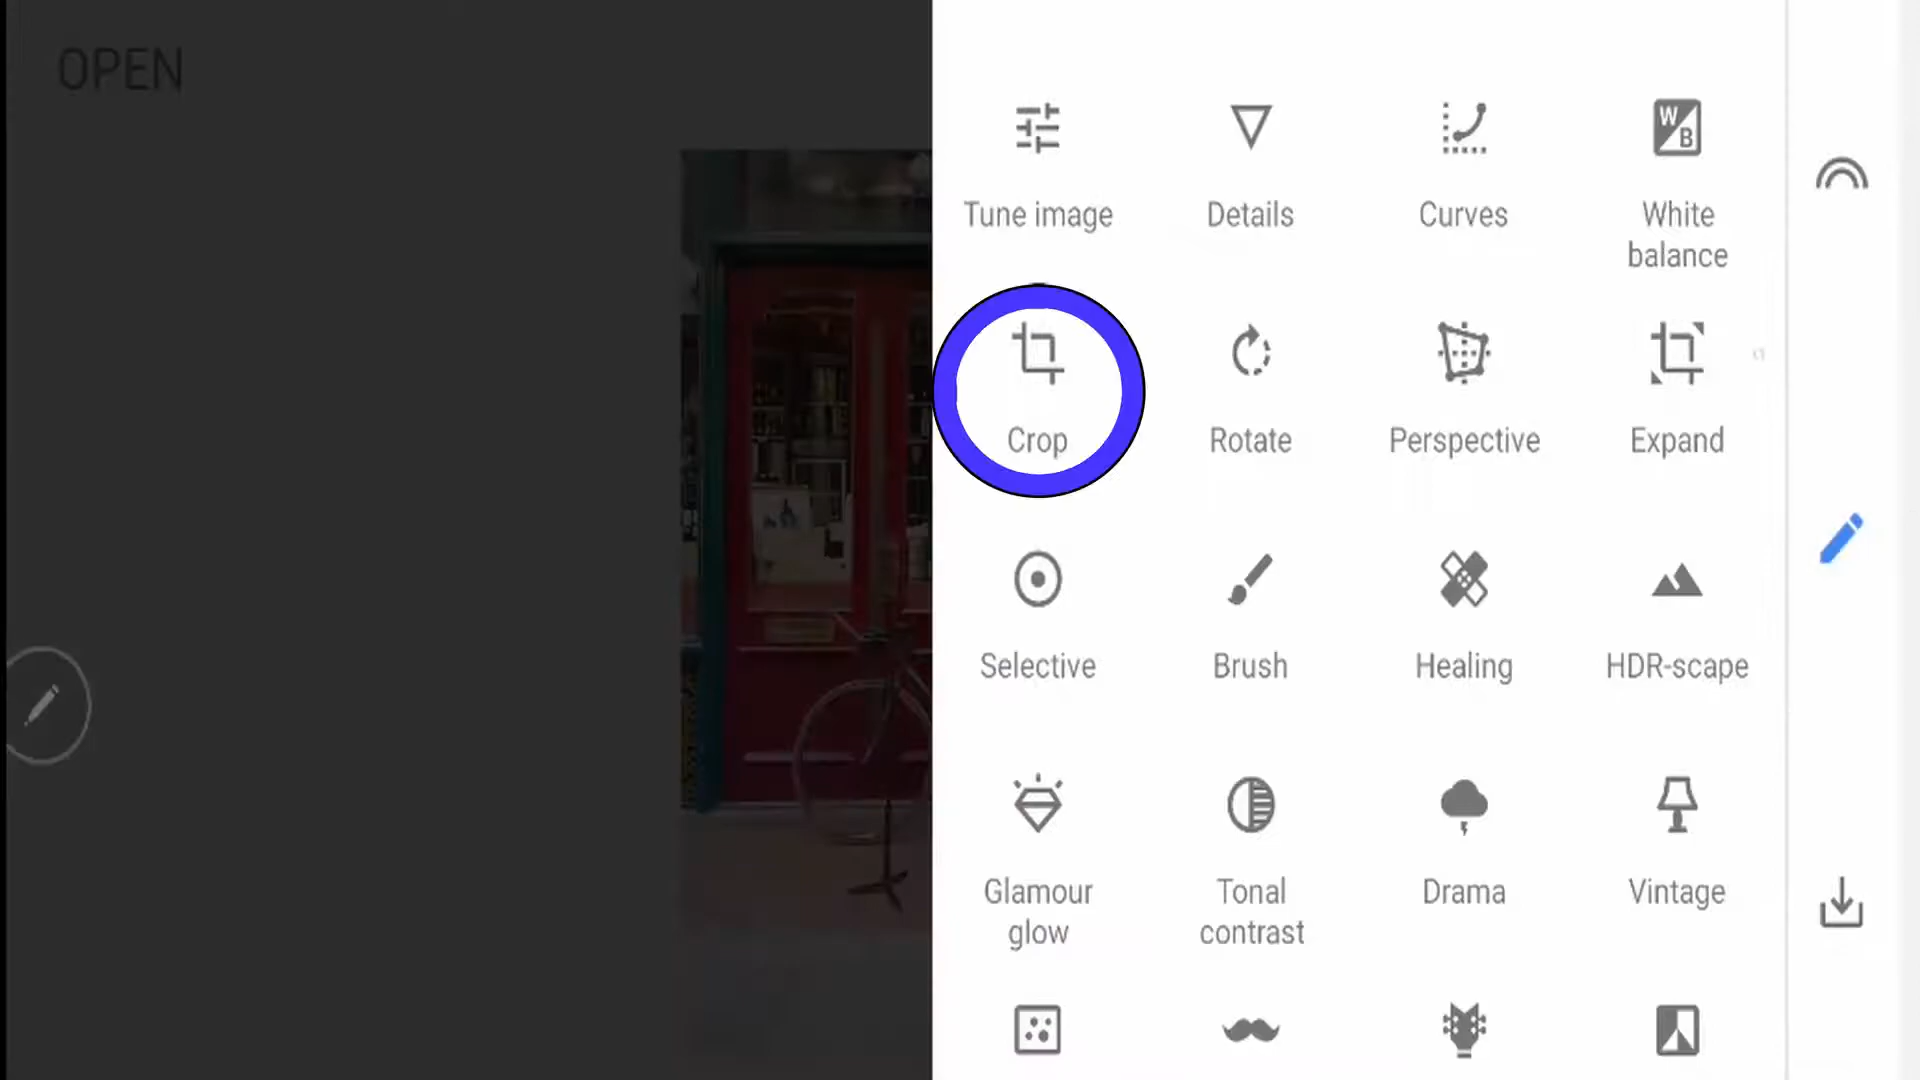 OPEN
Tune image
Details
Curves
White
balance
Crop
Rotate
Perspective
Expand
Selective
Brush
Healing
HDR-scape
Glamour
glow
Tonal
contrast
Drama
Vintage
W
B